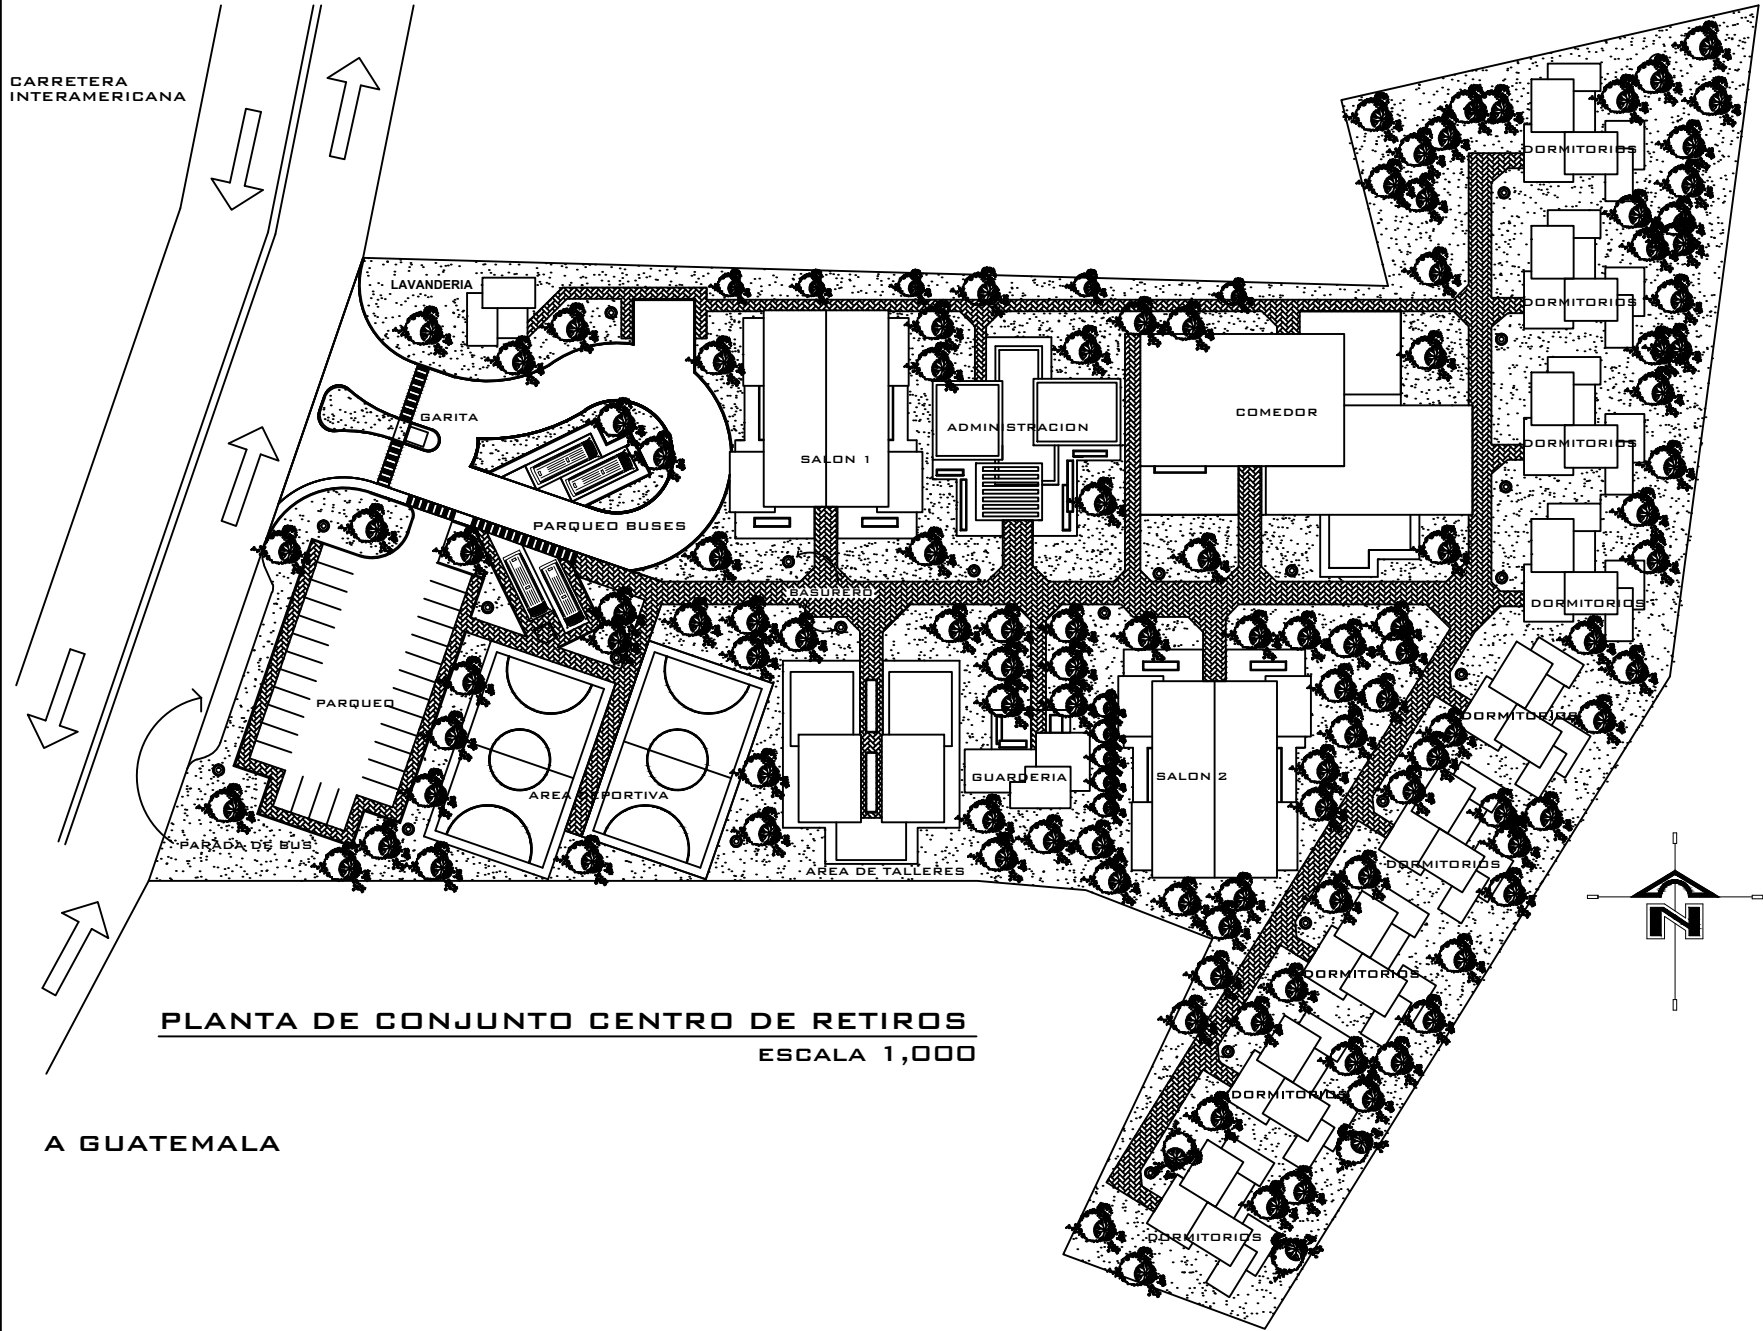 CARRETERA
INTERAMERICANA
DORMITORIOS
LAVANDERIA
DORMITORIOS
GARITA
COMEDOR
ADMINISTRACION
DORMITORIOS
SALON 1
PARQUEO BUSES
BASURERO
DORMITORIOS
PARQUEO
DORMITORIOS
GUARDERIA
SALON 2
AREA DEPORTIVA
PARADA DE BUS
AREA DE TALLERES
DORMITORIOS
N
DORMITORIOS
PLANTA DE CONJUNTO CENTRO DE RETIROS
ESCALA 1,000
DORMITORIOS
A GUATEMALA
DORMITORIOS